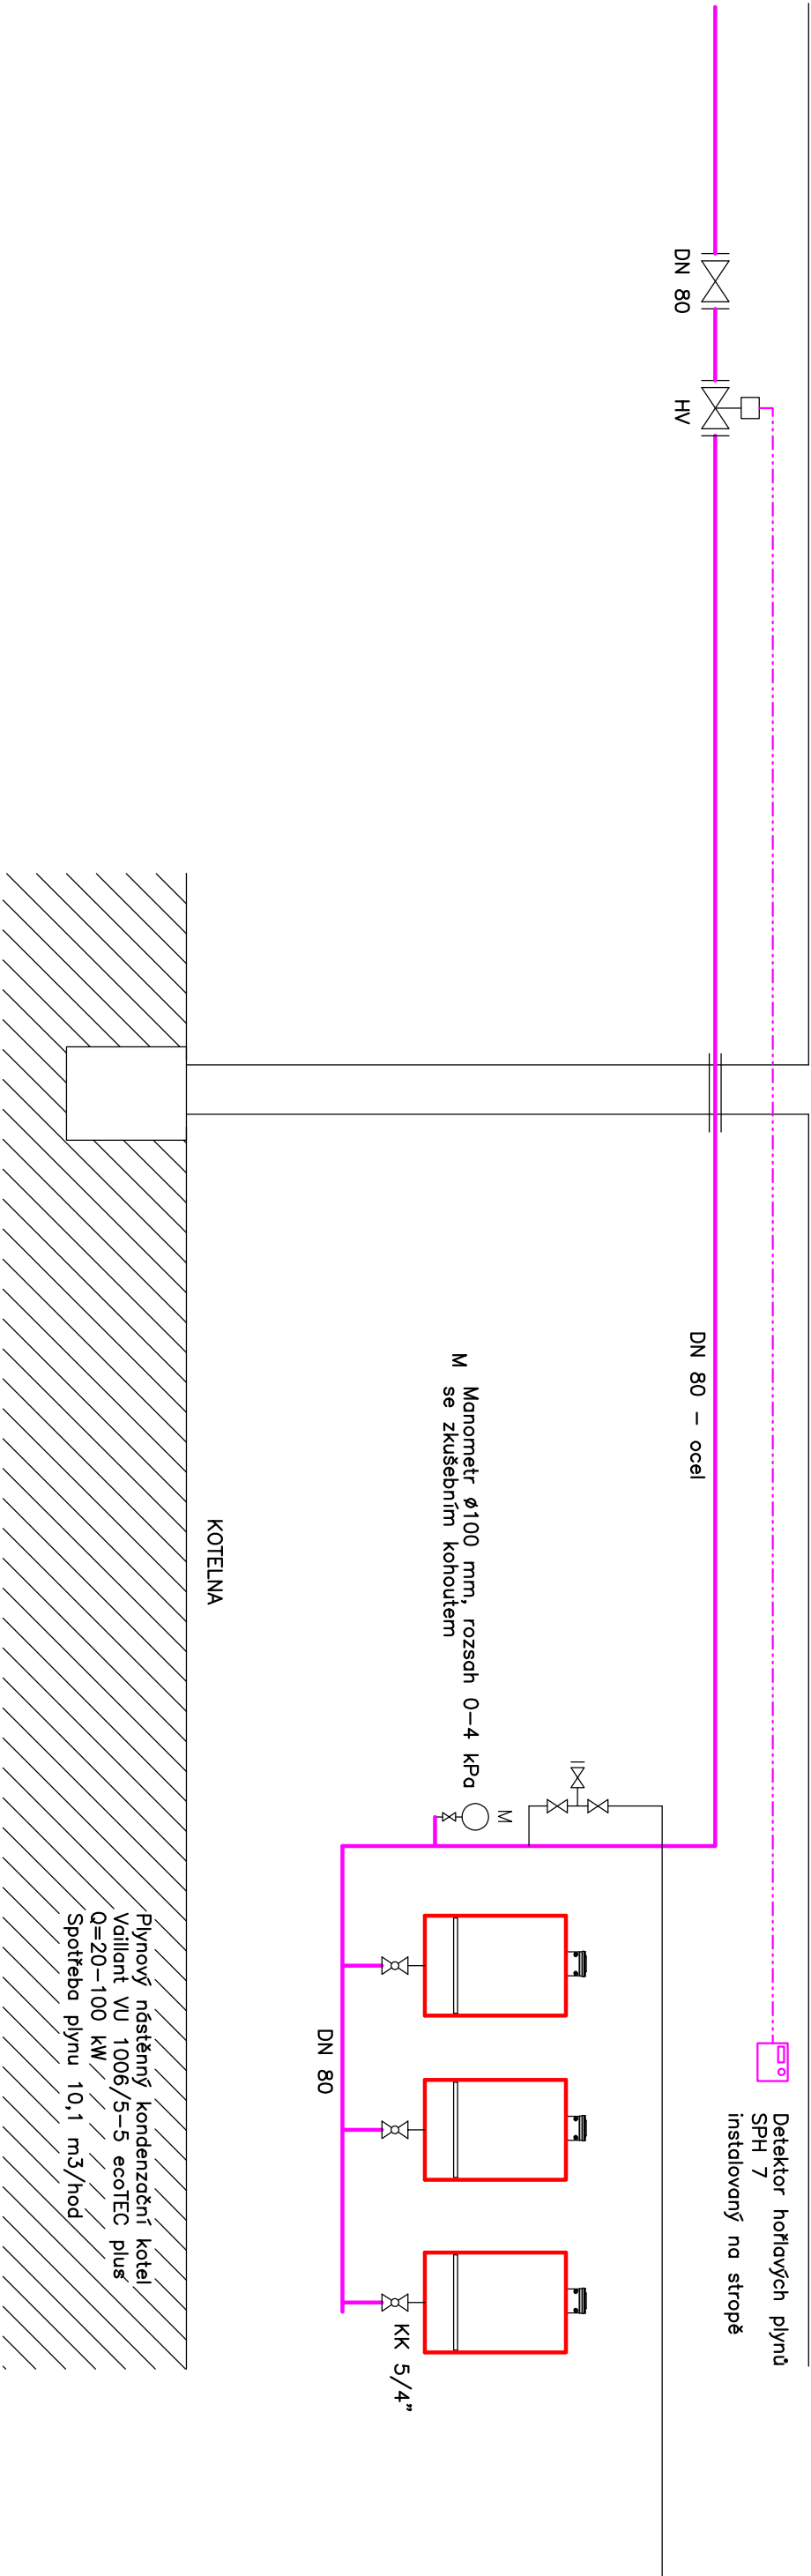 Detektor hořlavých plynů
SPH 7
instalovaný na stropě
DN 80
HV
DN 80 – ocel
M
M Manometr ø100 mm, rozsah 0–4 kPa
se zkušebním kohoutem
KK 5/4"
DN 80
KOTELNA
Plynový nástěnný kondenzační kotel
Vaillant VU 1006/5–5 ecoTEC plus
Q=20–100 kW
Spotřeba plynu 10,1 m3/hod